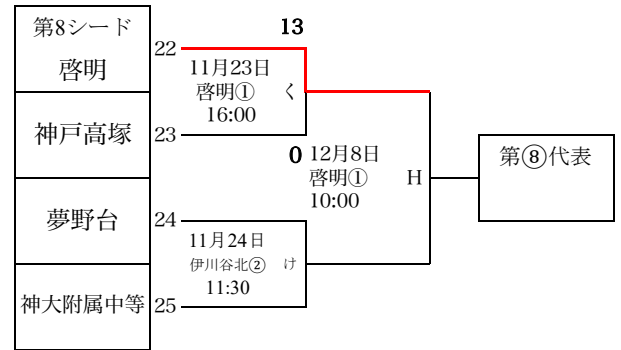 第8シード
啓明
22
13
11月23日
啓明① く
16:00
神戸高塚
23
0
12月8日
啓明① H
10:00
第⑧代表
夢野台
24
11月24日
伊川谷北② け
11:30
神大附属中等
25